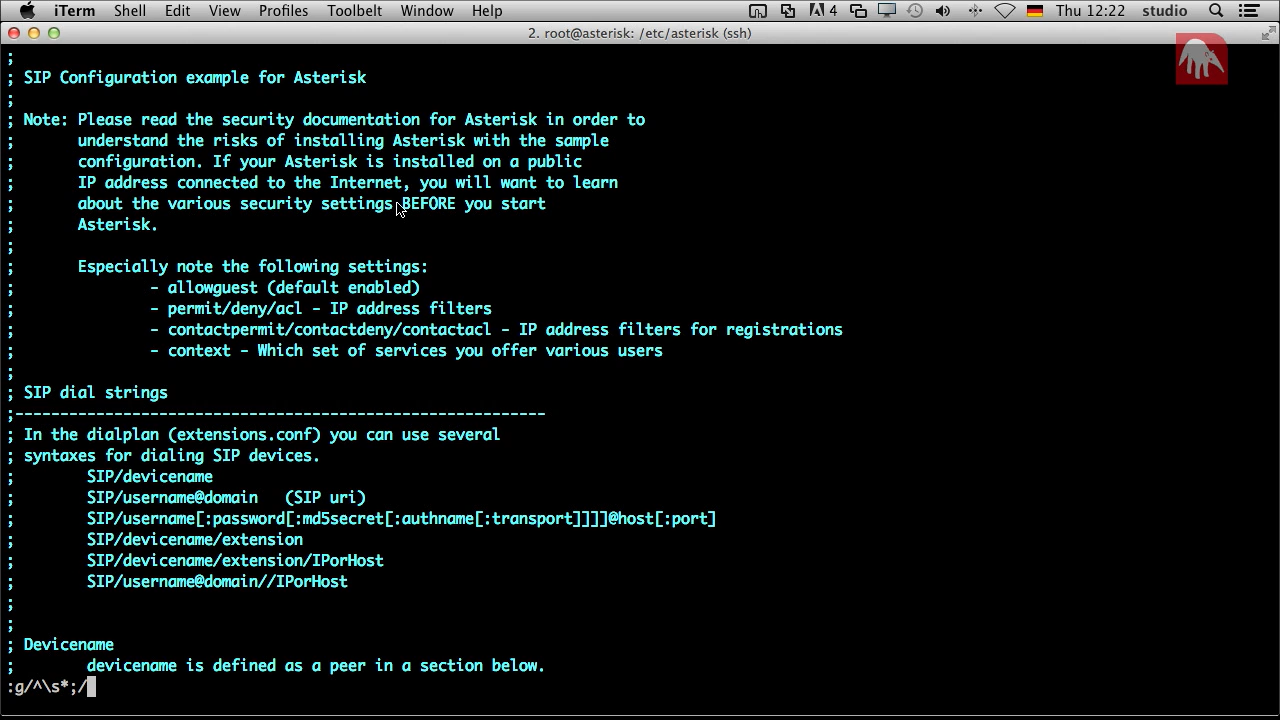 iTerm Shell Edit View Profiles Toolbelt Window Help 4 Thu 12:22 studio
2. root@asterisk: /etc/asterisk (ssh)
;
; SIP Configuration example for Asterisk
;
; Note: Please read the security documentation for Asterisk in order to
; understand the risks of installing Asterisk with the sample
; configuration. If your Asterisk is installed on a public
; IP address connected to the Internet, you will want to learn
; about the various security settings BEFORE you start
; Asterisk.
;
; Especially note the following settings:
; - allowguest (default enabled)
; - permit/deny/acl - IP address filters
; - contactpermit/contactdeny/contactacl - IP address filters for registrations
; - context - Which set of services you offer various users
;
; SIP dial strings
;-----------------------------------------------------------
; In the dialplan (extensions.conf) you can use several
; syntaxes for dialing SIP devices.
; SIP/devicename
; SIP/username@domain (SIP uri)
; SIP/username[:password[:md5secret[:authname[:transport]]]]@host[:port]
; SIP/devicename/extension
; SIP/devicename/extension/IPorHost
; SIP/username@domain//IPorHost
;
;
; Devicename
; devicename is defined as a peer in a section below.
:g/^\s*;/